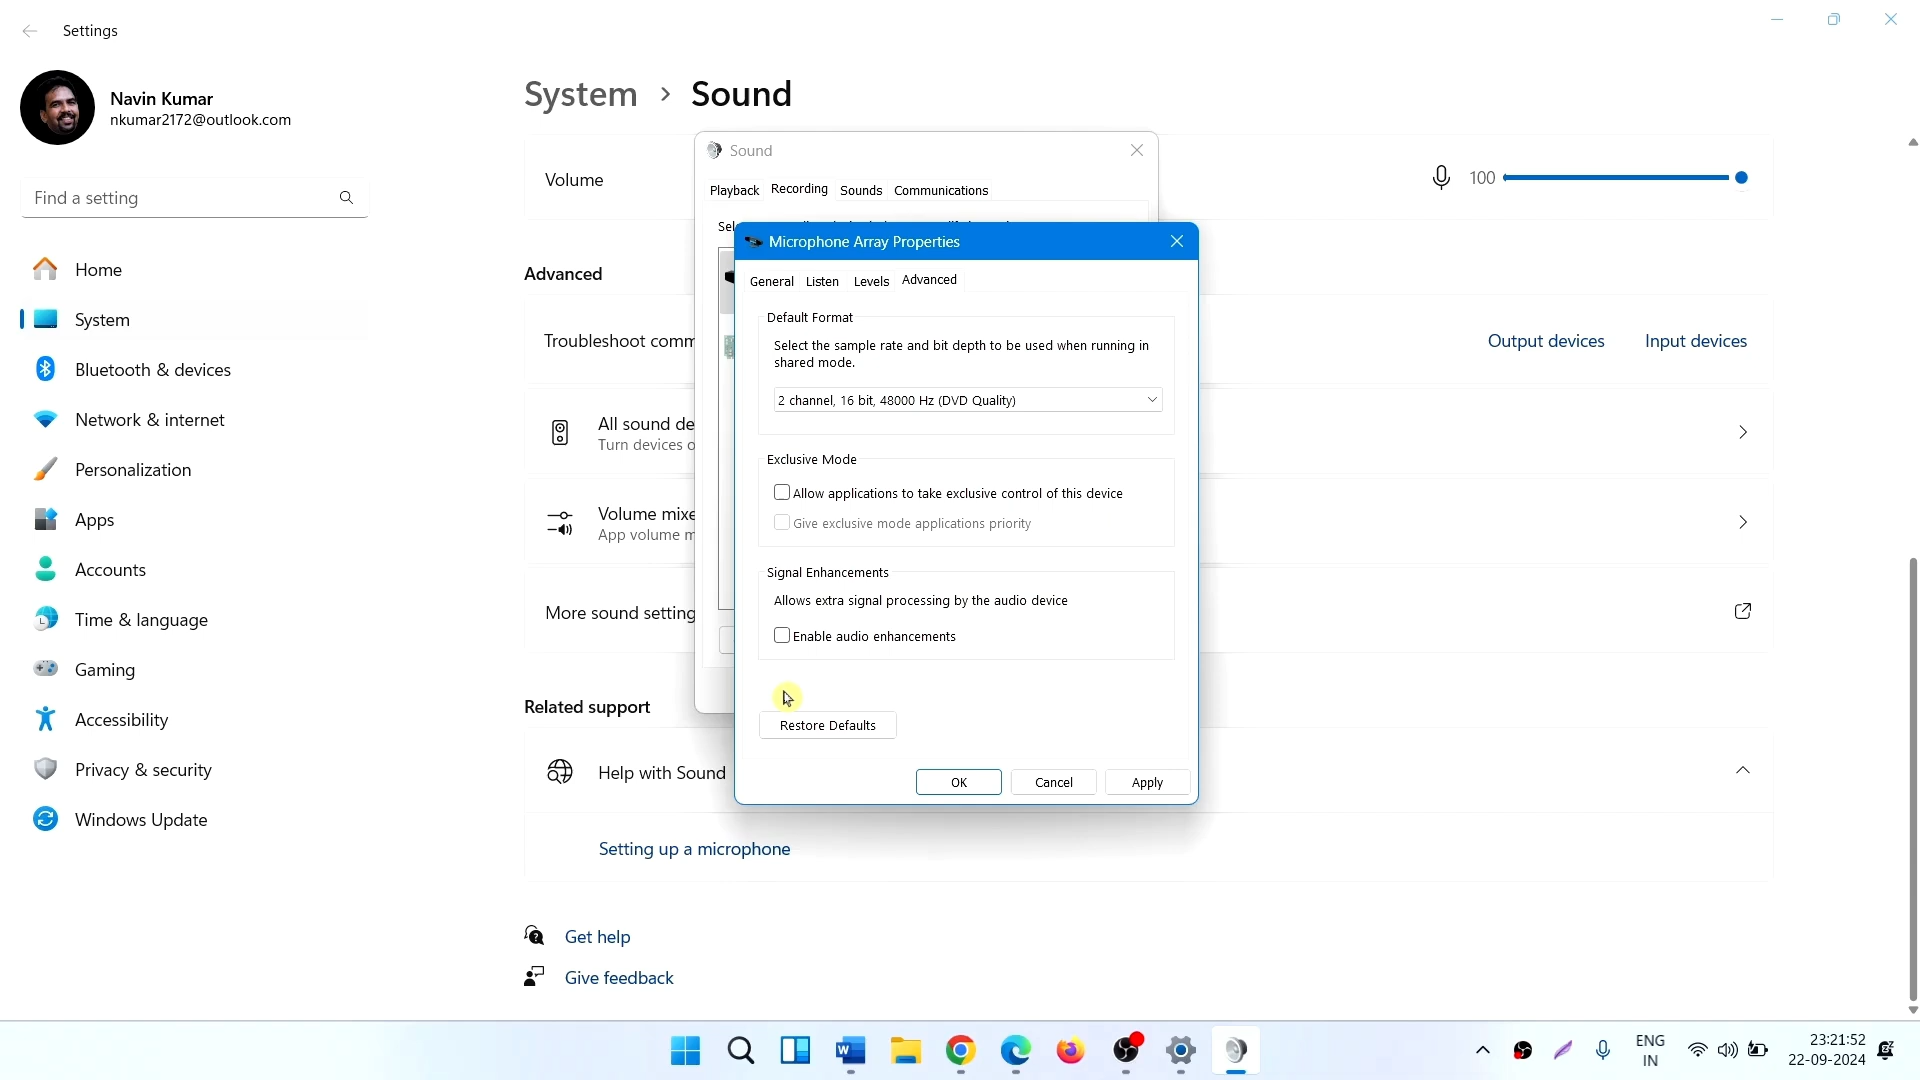 Settings
Navin Kumar
nkumar2172@outlook.com
Find a setting
Home
System
Bluetooth & devices
Network & internet
Personalization
Apps
Accounts
Time & language
Gaming
Accessibility
Privacy & security
Windows Update
System > Sound
Volume
100
Advanced
Troubleshoot comm
Output devices
Input devices
All sound de
Turn devices o
Volume mixe
App volume m
More sound setting
Related support
Help with Sound
Setting up a microphone
Get help
Give feedback
Sound
Playback Recording Sounds Communications
Sel
Microphone Array Properties
General Listen Levels Advanced
Default Format
Select the sample rate and bit depth to be used when running in
shared mode.
2 channel, 16 bit, 48000 Hz (DVD Quality)
Exclusive Mode
Allow applications to take exclusive control of this device
Give exclusive mode applications priority
Signal Enhancements
Allows extra signal processing by the audio device
Enable audio enhancements
Restore Defaults
OK Cancel Apply
ENG
IN
23:21:52
22-09-2024